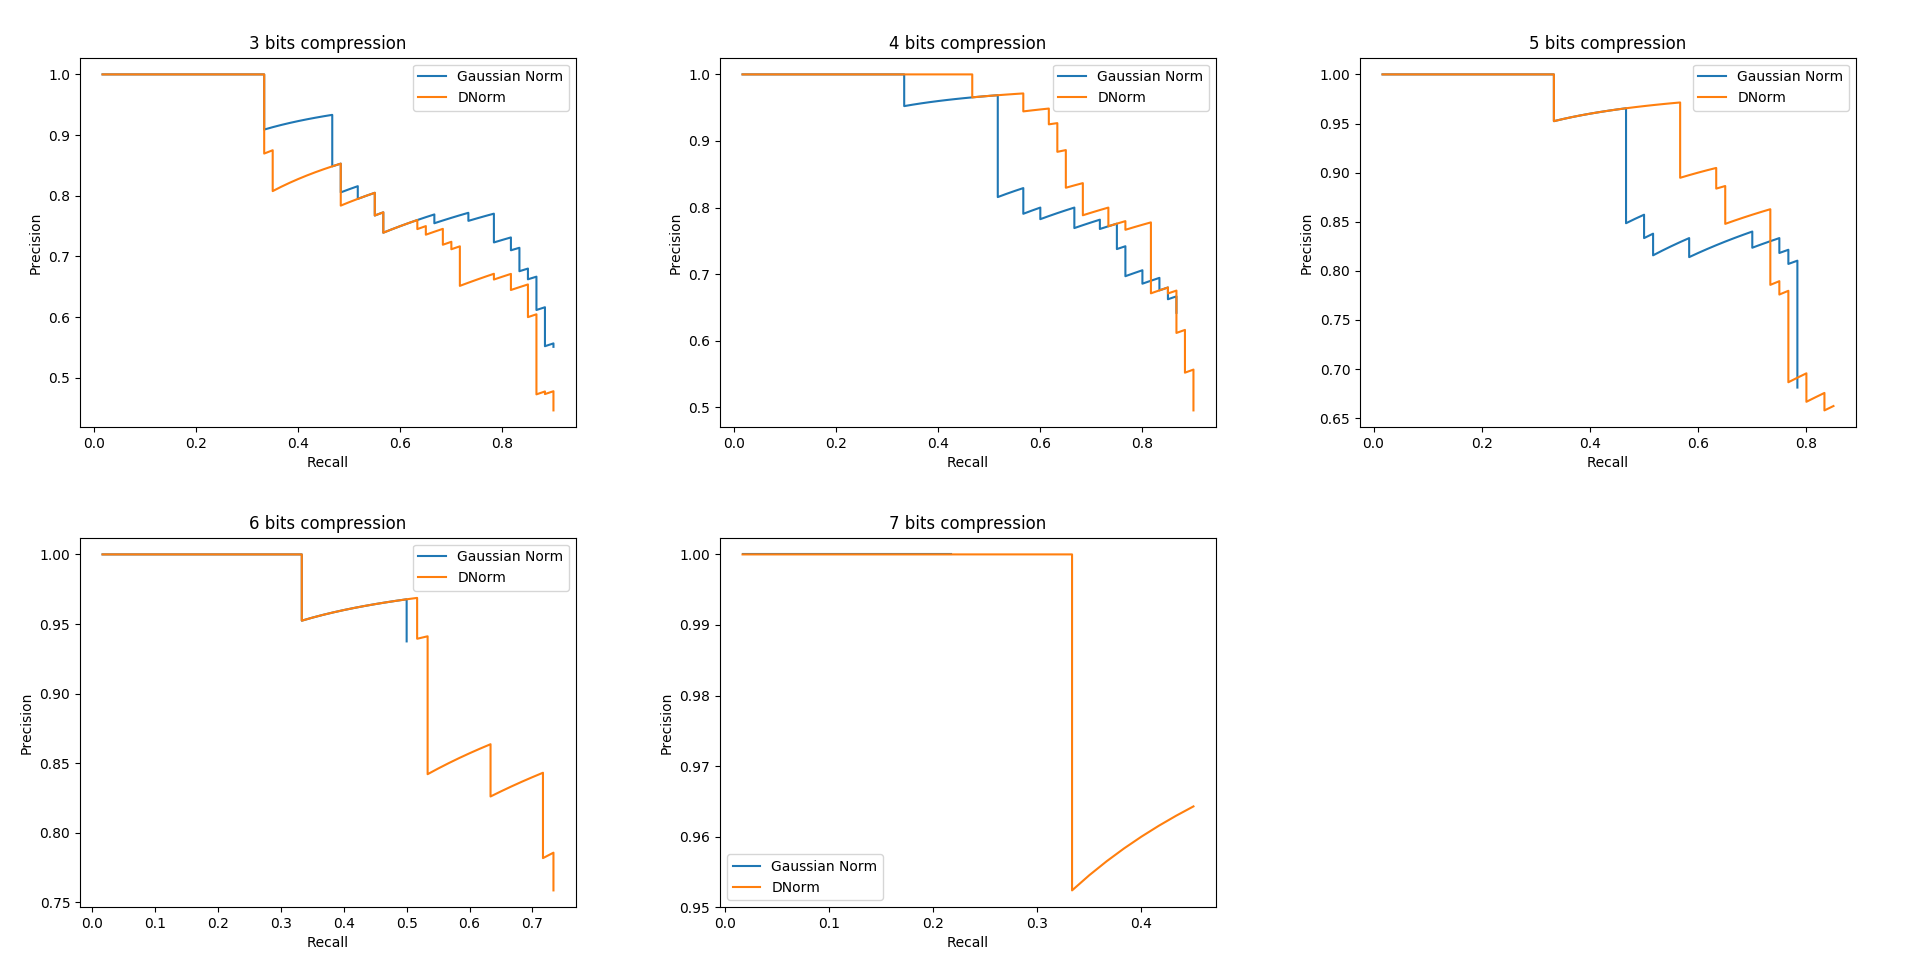 3 bits compression
Gaussian Norm
DNorm
1.0
0.9
0.8
0.7
0.6
0.5
Precision
0.0
0.2
0.4
0.6
0.8
Recall
4 bits compression
Gaussian Norm
DNorm
1.0
0.9
0.8
0.7
0.6
0.5
Precision
0.0
0.2
0.4
0.6
0.8
Recall
5 bits compression
Gaussian Norm
DNorm
1.00
0.95
0.90
0.85
0.80
0.75
0.70
0.65
Precision
0.0
0.2
0.4
0.6
0.8
Recall
6 bits compression
Gaussian Norm
DNorm
1.00
0.95
0.90
0.85
0.80
0.75
Precision
0.0
0.1
0.2
0.3
0.4
0.5
0.6
0.7
Recall
7 bits compression
1.00
0.99
0.98
0.97
0.96
0.95
Precision
Gaussian Norm
DNorm
0.0
0.1
0.2
0.3
0.4
Recall